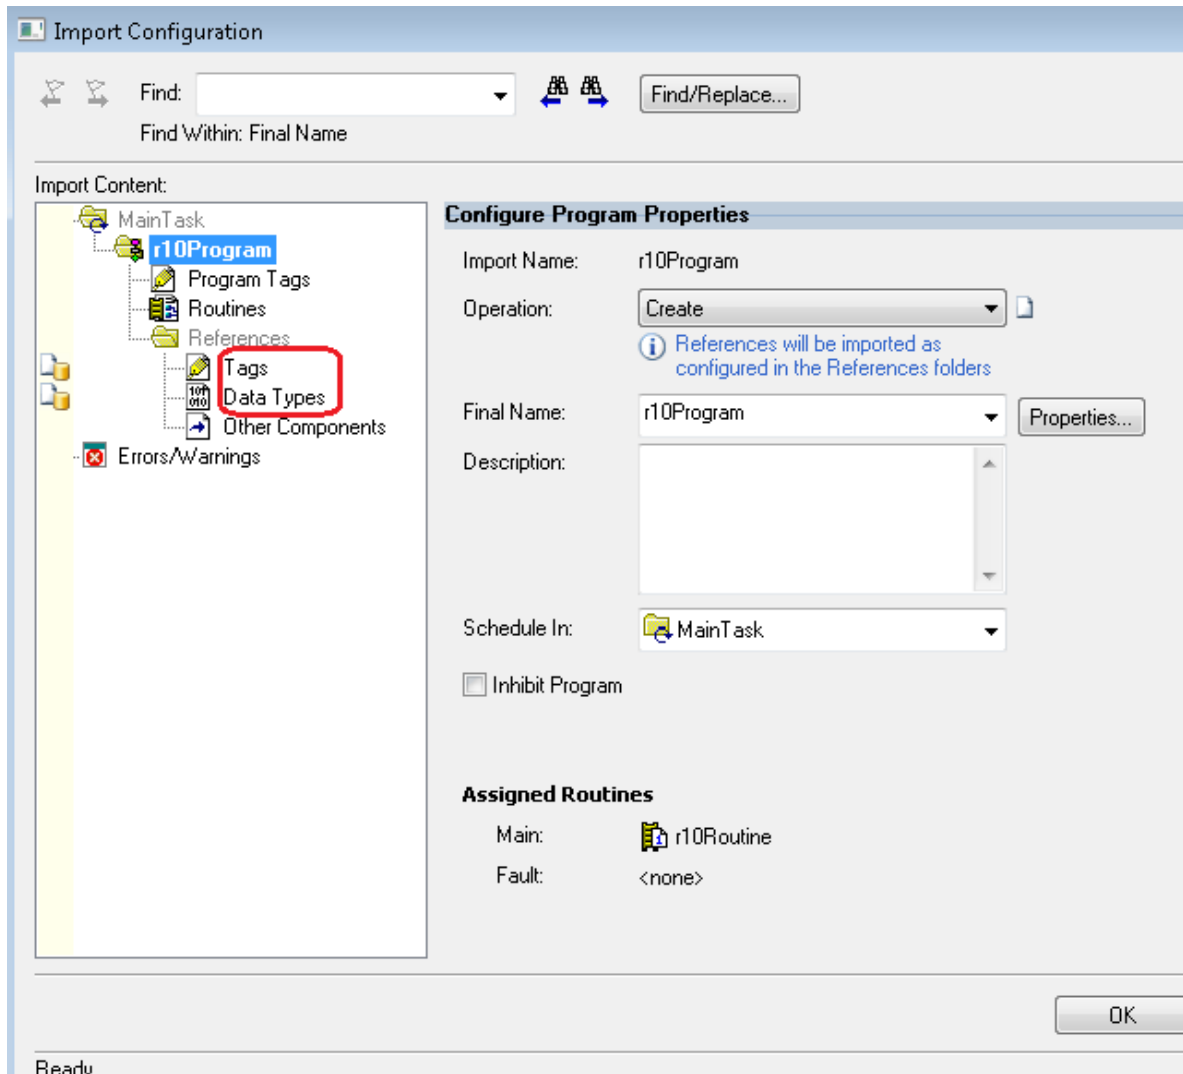 Import Configuration
Find:
Find/Replace...
Find Within: Final Name
Import Content:
MainTask
r10Program
Program Tags
Routines
References
Tags
Data Types
Other Components
Errors/Warnings
Configure Program Properties
Import Name: r10Program
Operation: Create
References will be imported as
configured in the References folders
Final Name: r10Program Properties...
Description:
Schedule In: MainTask
Inhibit Program
Assigned Routines
Main: r10Routine
Fault: <none>
OK
Ready